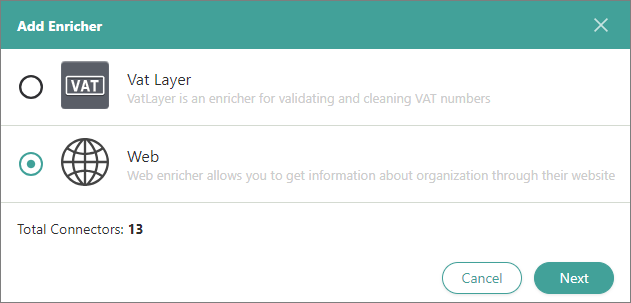 Add Enricher
VAT
Vat Layer
VatLayer is an enricher for validating and cleaning VAT numbers
Web
Web enricher allows you to get information about organization through their website
Total Connectors: 13
Cancel
Next